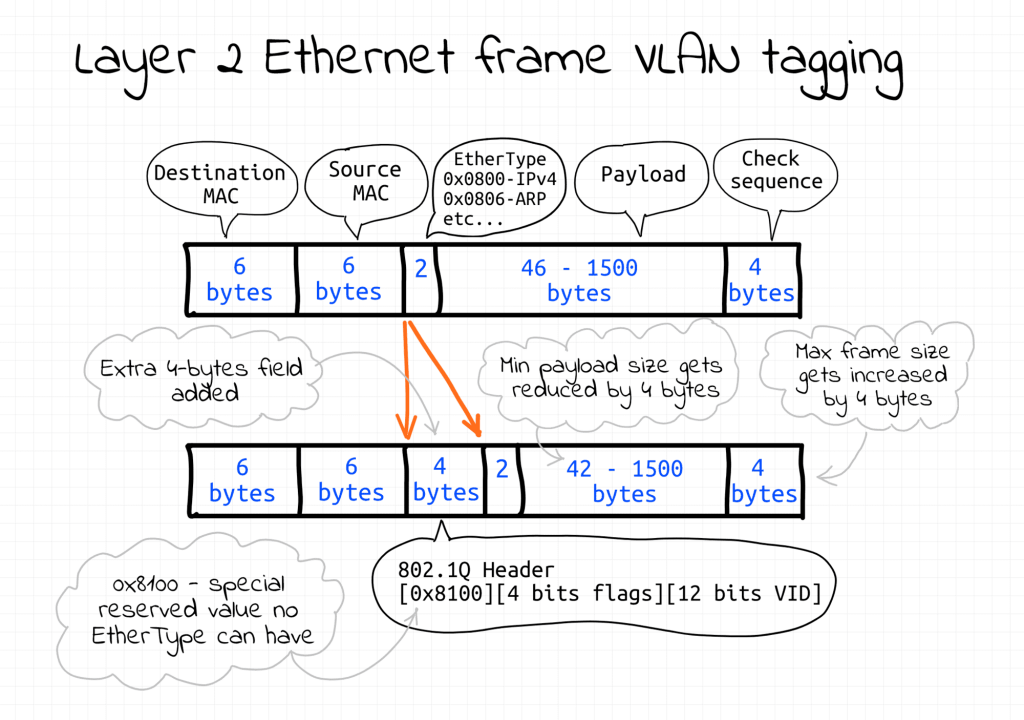 Layer 2 Ethernet frame VLAN tagging
Destination
MAC
Source
MAC
EtherType
0x0800-IPv4
0x0806-ARP
etc...
Payload
Check
sequence
6
bytes
6
bytes
2
46 - 1500
bytes
4
bytes
Extra 4-bytes field
added
Min payload size gets
reduced by 4 bytes
Max frame size
gets increased
by 4 bytes
6
bytes
6
bytes
4
bytes
2
42 - 1500
bytes
4
bytes
802.1Q Header
[0x8100][4 bits flags][12 bits VID]
0x8100 - special
reserved value no
EtherType can have